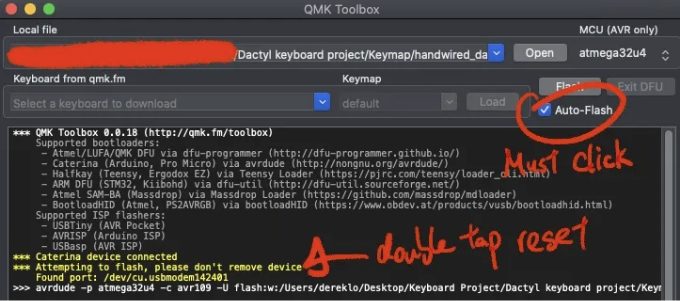 QMK Toolbox
Local file
MCU (AVR only)
/Dactyl keyboard project/Keymap/handwired_da
Open
atmega32u4
Keyboard from qmk.fm
Keymap
Flash
Exit DFU
Select a keyboard to download
default
Load
Auto-Flash
*** QMK Toolbox 0.0.18 (http://qmk.fm/toolbox)
Supported bootloaders:
- Atmel/LUFA/QMK DFU via dfu-programmer (http://dfu-programmer.github.io/)
- Caterina (Arduino, Pro Micro) via avrdude (http://nongnu.org/avrdude/)
Must click
- Halfkay (Teensy, Ergodox EZ) via Teensy Loader (https://pjrc.com/teensy/loader_cli.html)
- ARM DFU (STM32, Kiibohd) via dfu-util (http://dfu-util.sourceforge.net/)
- Atmel SAM-BA (Massdrop) via Massdrop Loader (https://github.com/massdrop/mdloader)
- BootloadHID (Atmel, PS2AVRGB) via bootloadHID (https://www.obdev.at/products/vusb/bootloadhid.html)
Supported ISP flashers:
- USBTiny (AVR Pocket)
- AVRISP (Arduino ISP)
- USBasp (AVR ISP)
double tap reset
*** Caterina device connected
*** Attempting to flash, please don't remove device
Found port: /dev/cu.usbmodem142401
>>> avrdude -p atmega32u4 -c avr109 -U flash:w:/Users/dereklo/Desktop/Keyboard Project/Dactyl keyboard project/Keym